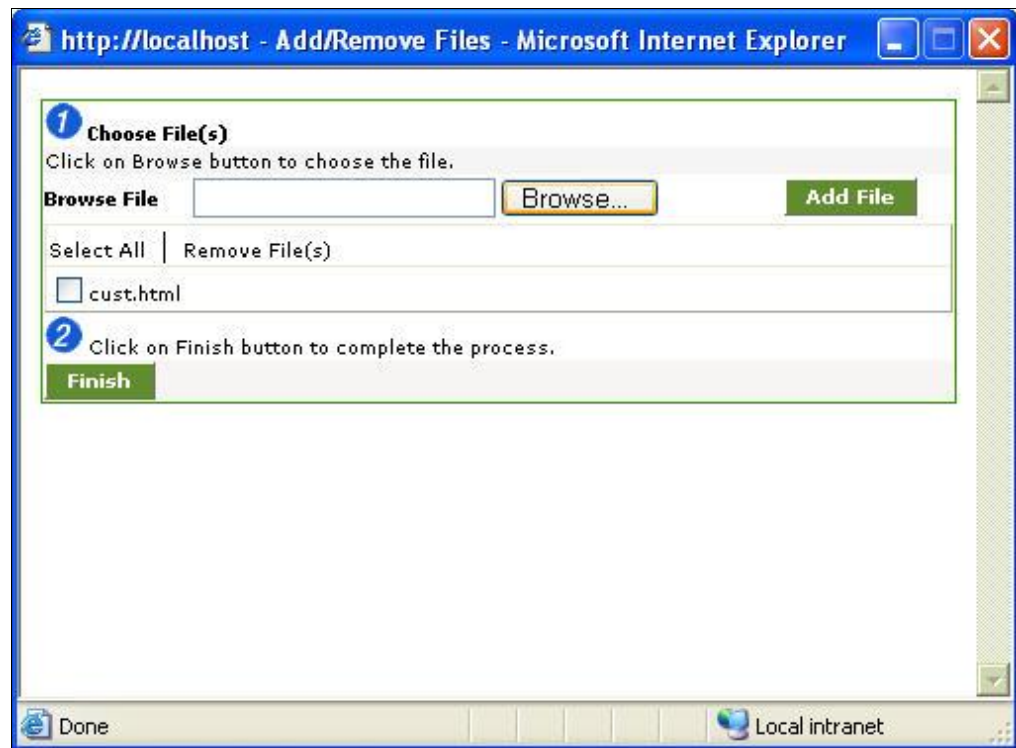 http://localhost - Add/Remove Files - Microsoft Internet Explorer
1 Choose File(s)
Click on Browse button to choose the file.
Browse File Browse... Add File
Select All | Remove File(s)
cust.html
2 Click on Finish button to complete the process.
Finish
Done Local intranet